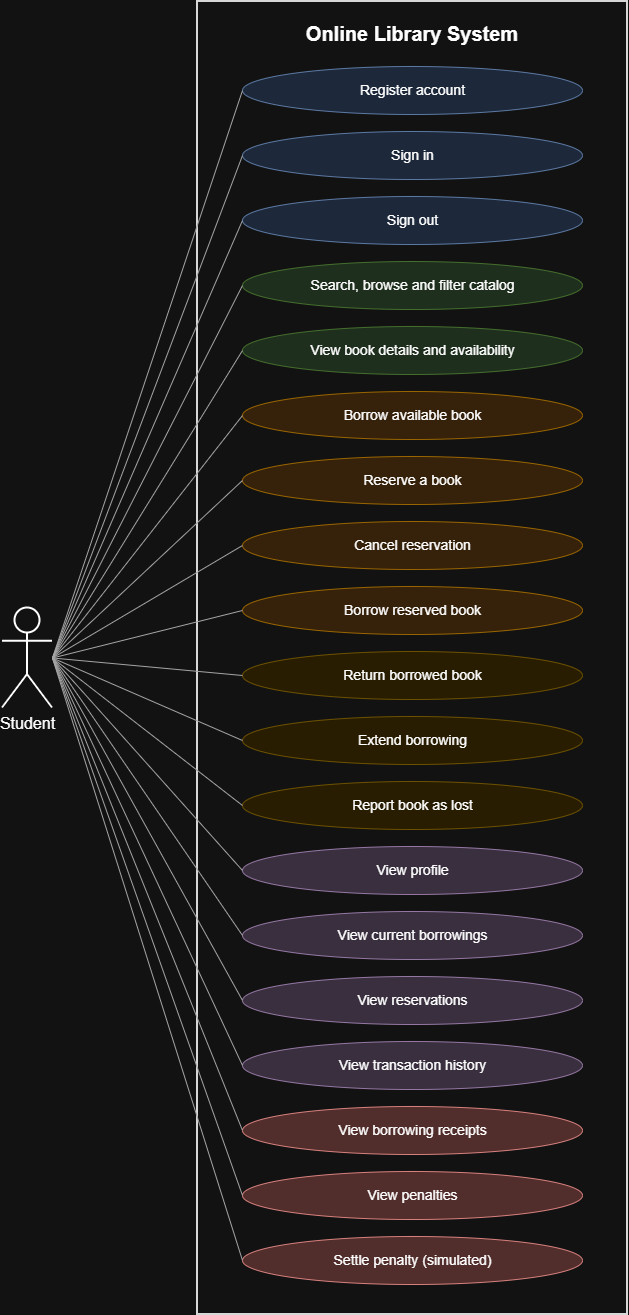 Online Library System
Register account
Sign in
Sign out
Search, browse and filter catalog
View book details and availability
Borrow available book
Reserve a book
Cancel reservation
Borrow reserved book
Return borrowed book
Student
Extend borrowing
Report book as lost
View profile
View current borrowings
View reservations
View transaction history
View borrowing receipts
View penalties
Settle penalty (simulated)